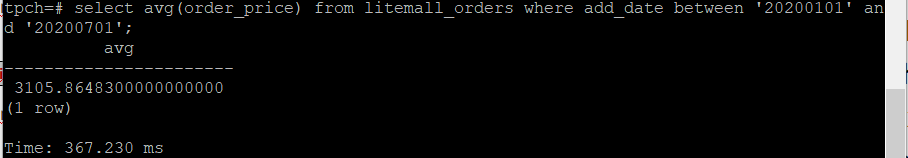 tpch=# select avg(order_price) from litemall_orders where add_date between '20200101' an
d '20200701';
avg
-----------------------
3105.8648300000000000
(1 row)
Time: 367.230 ms